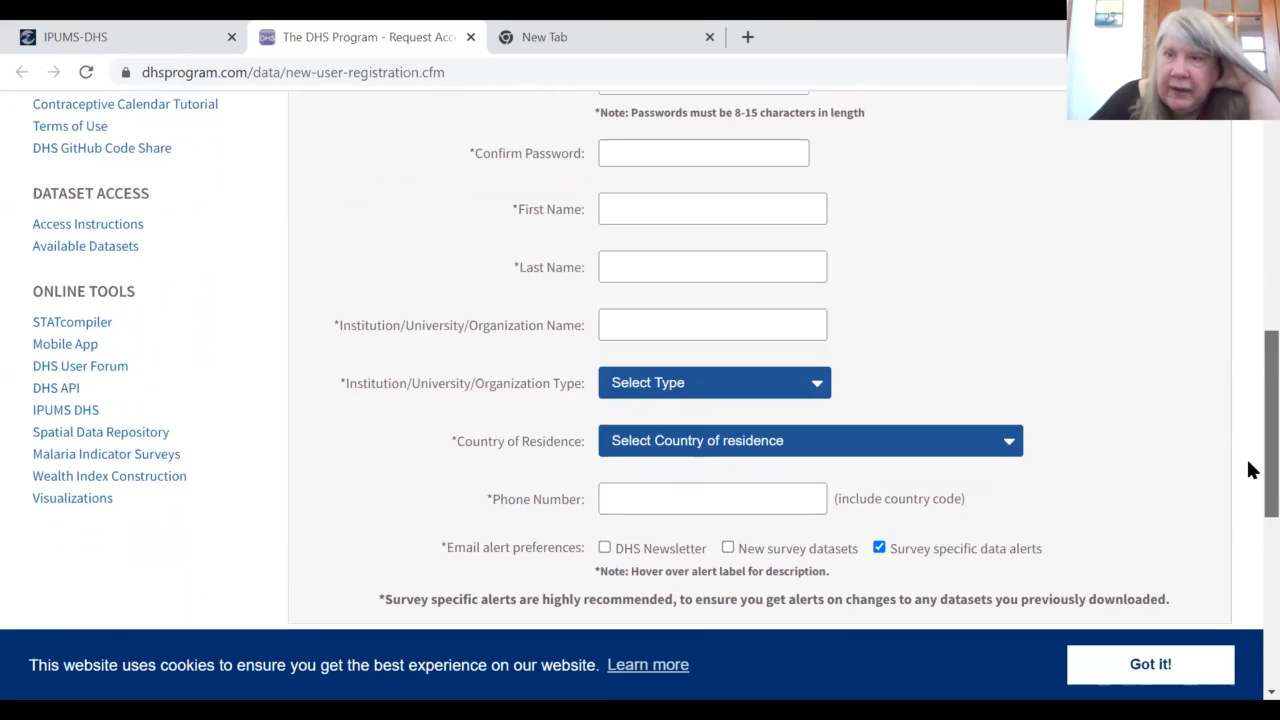 IPUMS-DHS
The DHS Program - Request Acc
New Tab
dhsprogram.com/data/new-user-registration.cfm
Contraceptive Calendar Tutorial
Terms of Use
DHS GitHub Code Share
DATASET ACCESS
Access Instructions
Available Datasets
ONLINE TOOLS
STATcompiler
Mobile App
DHS User Forum
DHS API
IPUMS DHS
Spatial Data Repository
Malaria Indicator Surveys
Wealth Index Construction
Visualizations
*Note: Passwords must be 8-15 characters in length
*Confirm Password:
*First Name:
*Last Name:
*Institution/University/Organization Name:
*Institution/University/Organization Type: Select Type
*Country of Residence: Select Country of residence
*Phone Number: (include country code)
*Email alert preferences: DHS Newsletter New survey datasets Survey specific data alerts
*Note: Hover over alert label for description.
*Survey specific alerts are highly recommended, to ensure you get alerts on changes to any datasets you previously downloaded.
This website uses cookies to ensure you get the best experience on our website. Learn more
Got it!